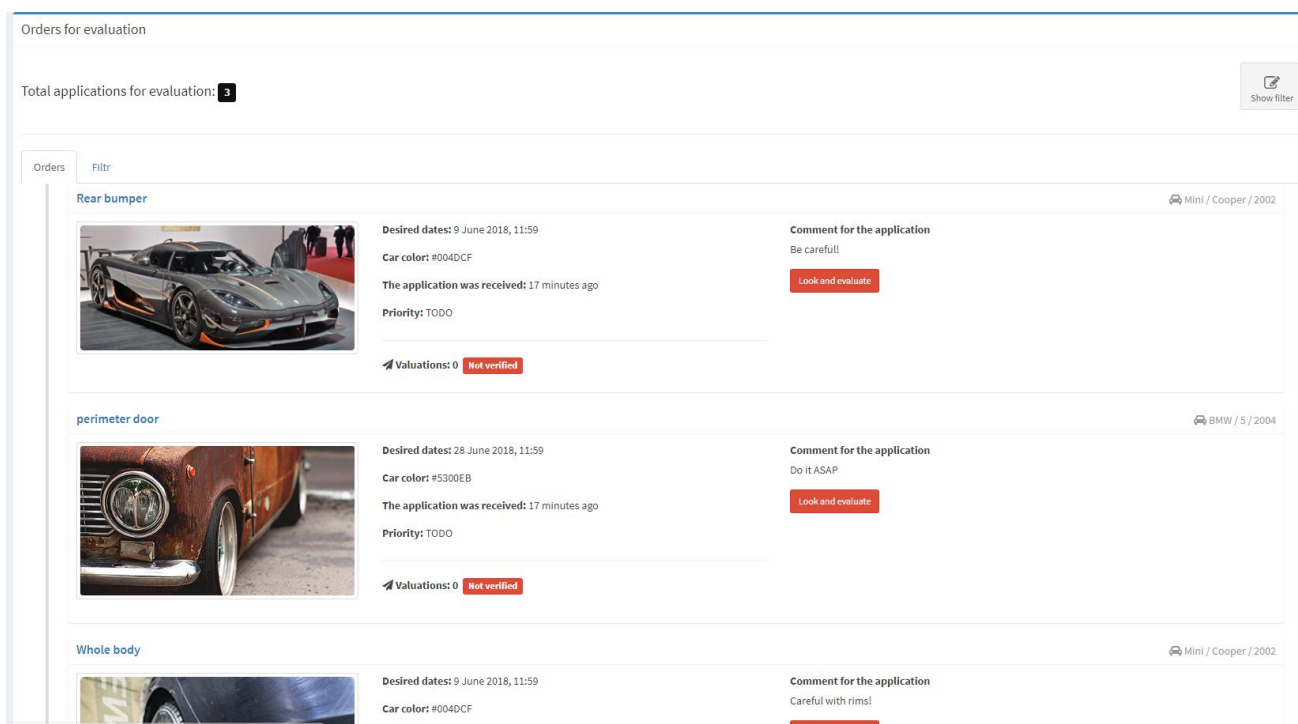 Orders for evaluation
Total applications for evaluation: 3
Show filter
Orders Filtr
Rear bumper Mini / Cooper / 2002
Desired dates: 9 June 2018, 11:59
Car color: #004DCF
The application was received: 17 minutes ago
Priority: TODO
Valuations: 0 Not verified
Comment for the application
Be careful!
Look and evaluate
perimeter door BMW / 5 / 2004
Desired dates: 28 June 2018, 11:59
Car color: #5300EB
The application was received: 17 minutes ago
Priority: TODO
Valuations: 0 Not verified
Comment for the application
Do it ASAP
Look and evaluate
Whole body Mini / Cooper / 2002
Desired dates: 9 June 2018, 11:59
Car color: #004DCF
Comment for the application
Careful with rims!